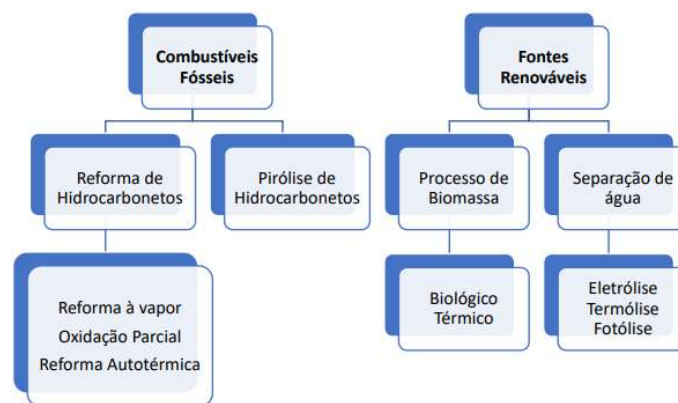 Combustíveis
Fósseis
Reforma de
Hidrocarbonetos
Pirólise de
Hidrocarbonetos
Reforma à vapor
Oxidação Parcial
Reforma Autotérmica
Fontes
Renováveis
Processo de
Biomassa
Separação de
água
Biológico
Térmico
Eletrólise
Termólise
Fotólise